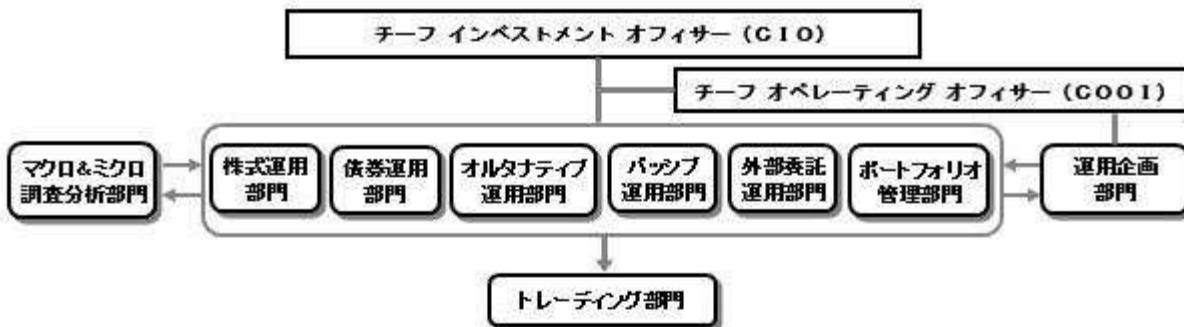 チーフ インベストメント オフィサー (CIO)
チーフ オペレーティング オフィサー (COOI)
マクロ&ミクロ
調査分析部門
株式運用
部門
債券運用
部門
オルタナティブ
運用部門
パッシブ
運用部門
外部委託
運用部門
ポートフォリオ
管理部門
運用企画
部門
トレーディング部門